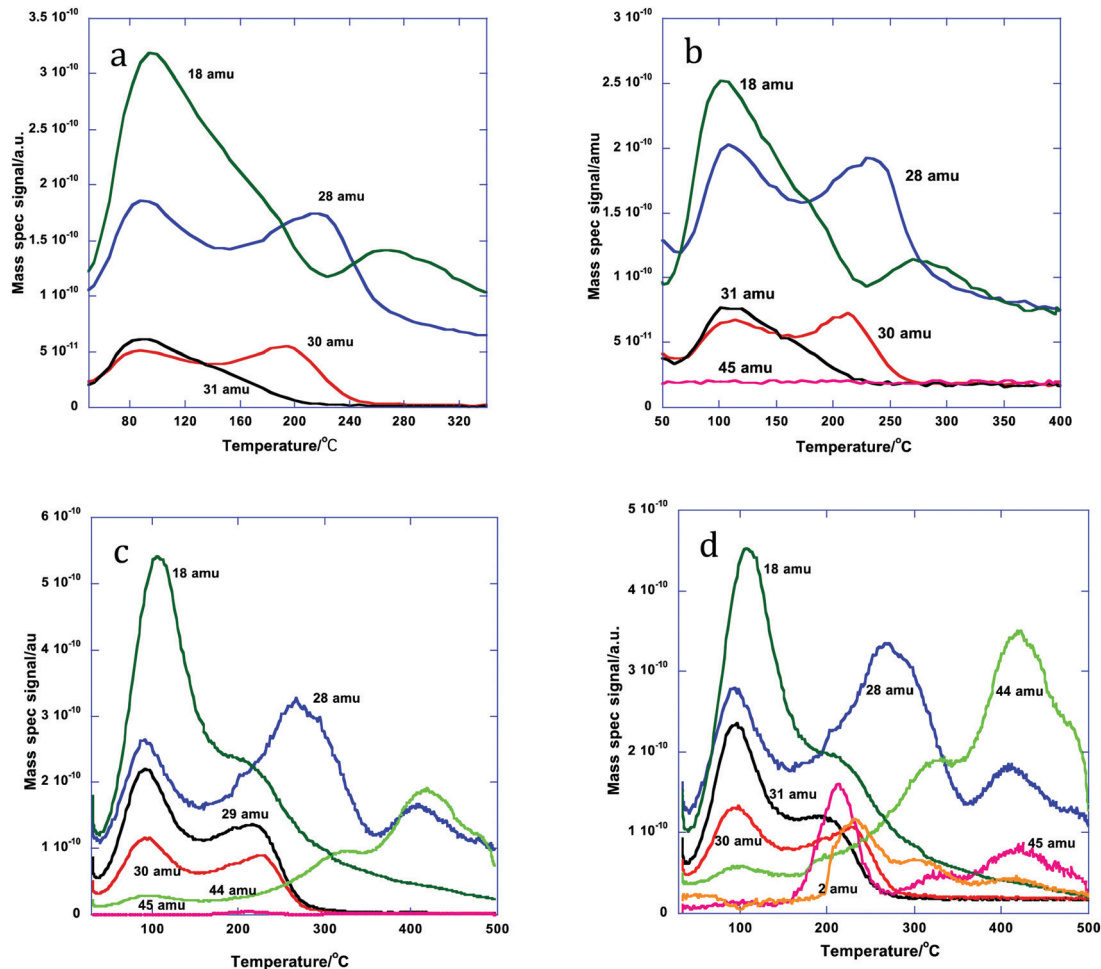 a
3.5 10⁻¹⁰
3 10⁻¹⁰
2.5 10⁻¹⁰
2 10⁻¹⁰
1.5 10⁻¹⁰
1 10⁻¹⁰
5 10⁻¹¹
0
Mass spec signal/a.u.
18 amu
28 amu
30 amu
31 amu
80
120
160
200
240
280
320
Temperature/°C
b
3 10⁻¹⁰
2.5 10⁻¹⁰
2 10⁻¹⁰
1.5 10⁻¹⁰
1 10⁻¹⁰
5 10⁻¹¹
0
Mass spec signal/amu
18 amu
28 amu
31 amu
30 amu
45 amu
50
100
150
200
250
300
350
400
Temperature/°C
c
6 10⁻¹⁰
5 10⁻¹⁰
4 10⁻¹⁰
3 10⁻¹⁰
2 10⁻¹⁰
1 10⁻¹⁰
0
Mass spec signal/au
18 amu
28 amu
29 amu
30 amu
44 amu
45 amu
100
200
300
400
500
Temperature/°C
d
5 10⁻¹⁰
4 10⁻¹⁰
3 10⁻¹⁰
2 10⁻¹⁰
1 10⁻¹⁰
0
Mass spec signal/a.u.
18 amu
28 amu
44 amu
31 amu
30 amu
45 amu
2 amu
100
200
300
400
500
Temperature/°C